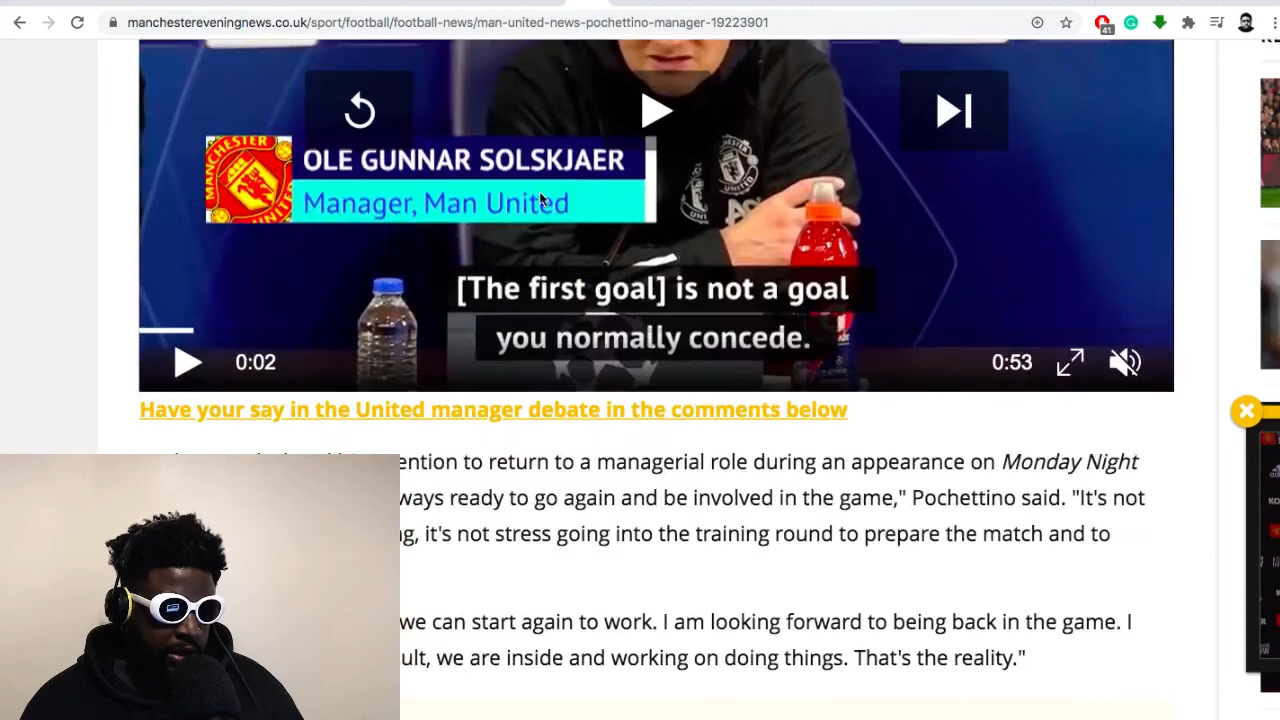 manchestereveningnews.co.uk/sport/football/football-news/man-united-news-pochettino-manager-19223901
41
MANCHESTER
UNITED
OLE GUNNAR SOLSKJAER
Manager, Man United
[The first goal] is not a goal
you normally concede.
0:02
0:53
Have your say in the United manager debate in the comments below
ention to return to a managerial role during an appearance on Monday Night
ways ready to go again and be involved in the game," Pochettino said. "It's not
g, it's not stress going into the training round to prepare the match and to
we can start again to work. I am looking forward to being back in the game. I
ult, we are inside and working on doing things. That's the reality."